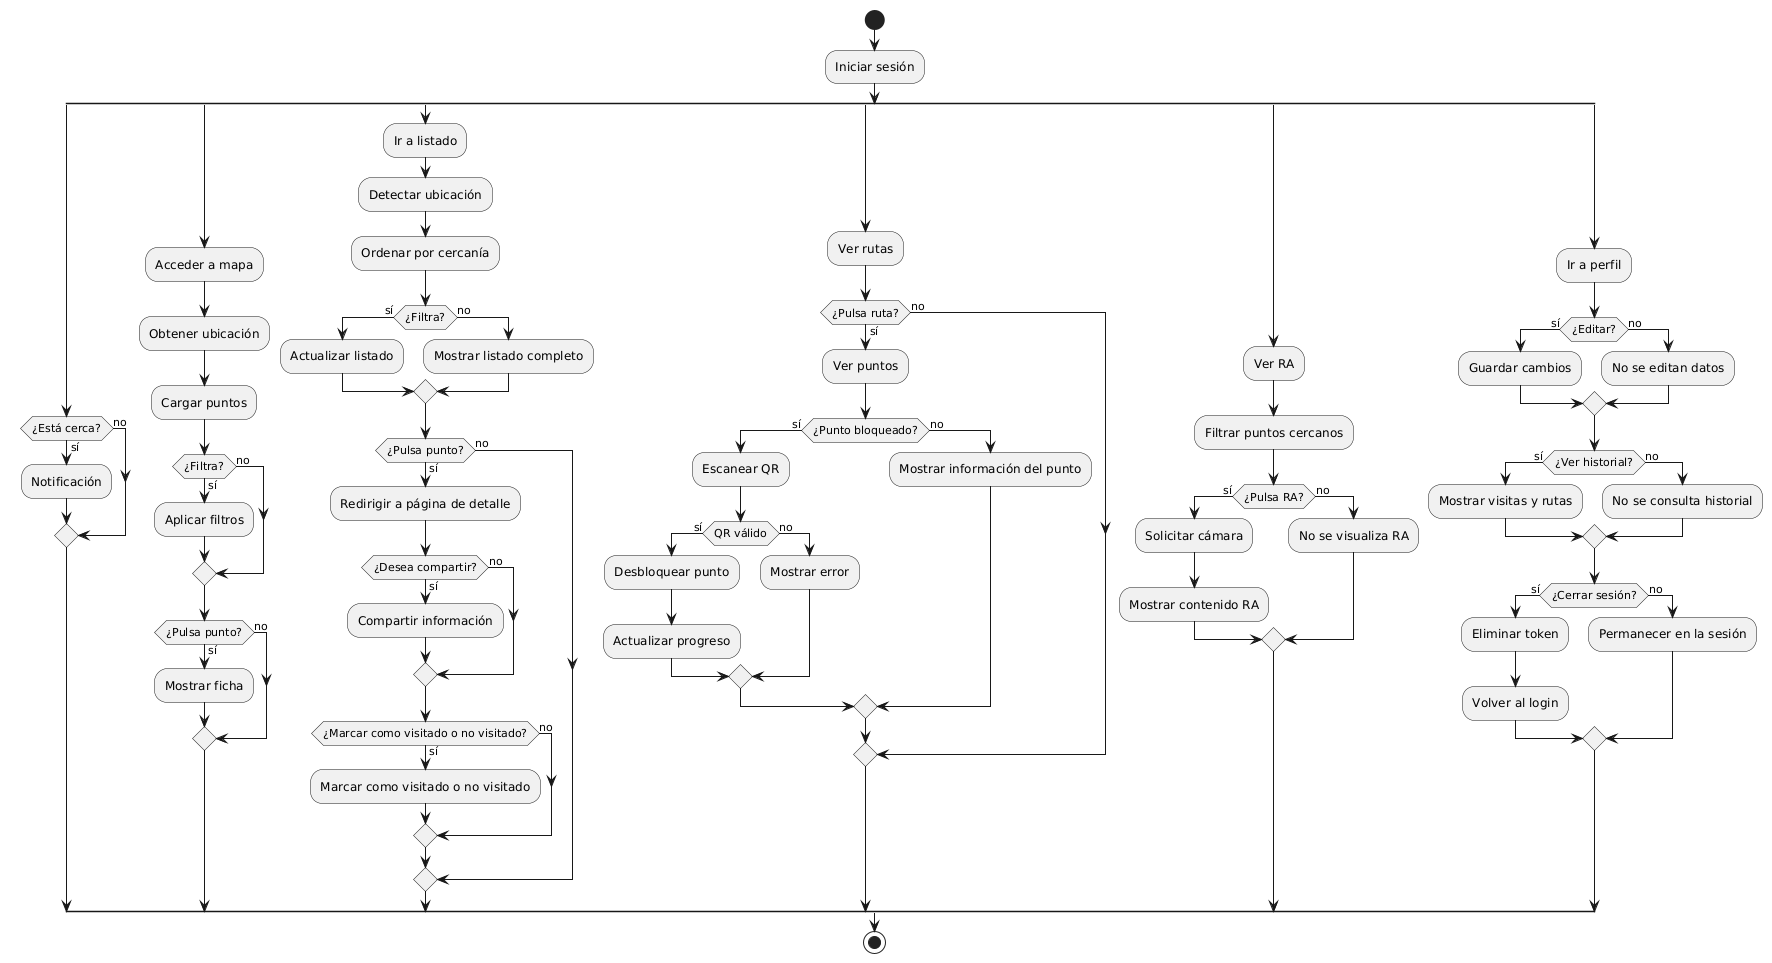 Iniciar sesión
¿Está cerca?
no
sí
Notificación
Acceder a mapa
Obtener ubicación
Cargar puntos
¿Filtra?
no
sí
Aplicar filtros
¿Pulsa punto?
no
sí
Mostrar ficha
Ir a listado
Detectar ubicación
Ordenar por cercanía
sí
¿Filtra?
no
Actualizar listado
Mostrar listado completo
¿Pulsa punto?
no
sí
Redirigir a página de detalle
¿Desea compartir?
no
sí
Compartir información
¿Marcar como visitado o no visitado?
no
sí
Marcar como visitado o no visitado
Ver rutas
¿Pulsa ruta?
no
sí
Ver puntos
sí
¿Punto bloqueado?
no
Escanear QR
Mostrar información del punto
sí
QR válido
no
Desbloquear punto
Mostrar error
Actualizar progreso
Ver RA
Filtrar puntos cercanos
sí
¿Pulsa RA?
no
Solicitar cámara
No se visualiza RA
Mostrar contenido RA
Ir a perfil
sí
¿Editar?
no
Guardar cambios
No se editan datos
sí
¿Ver historial?
no
Mostrar visitas y rutas
No se consulta historial
sí
¿Cerrar sesión?
no
Eliminar token
Permanecer en la sesión
Volver al login